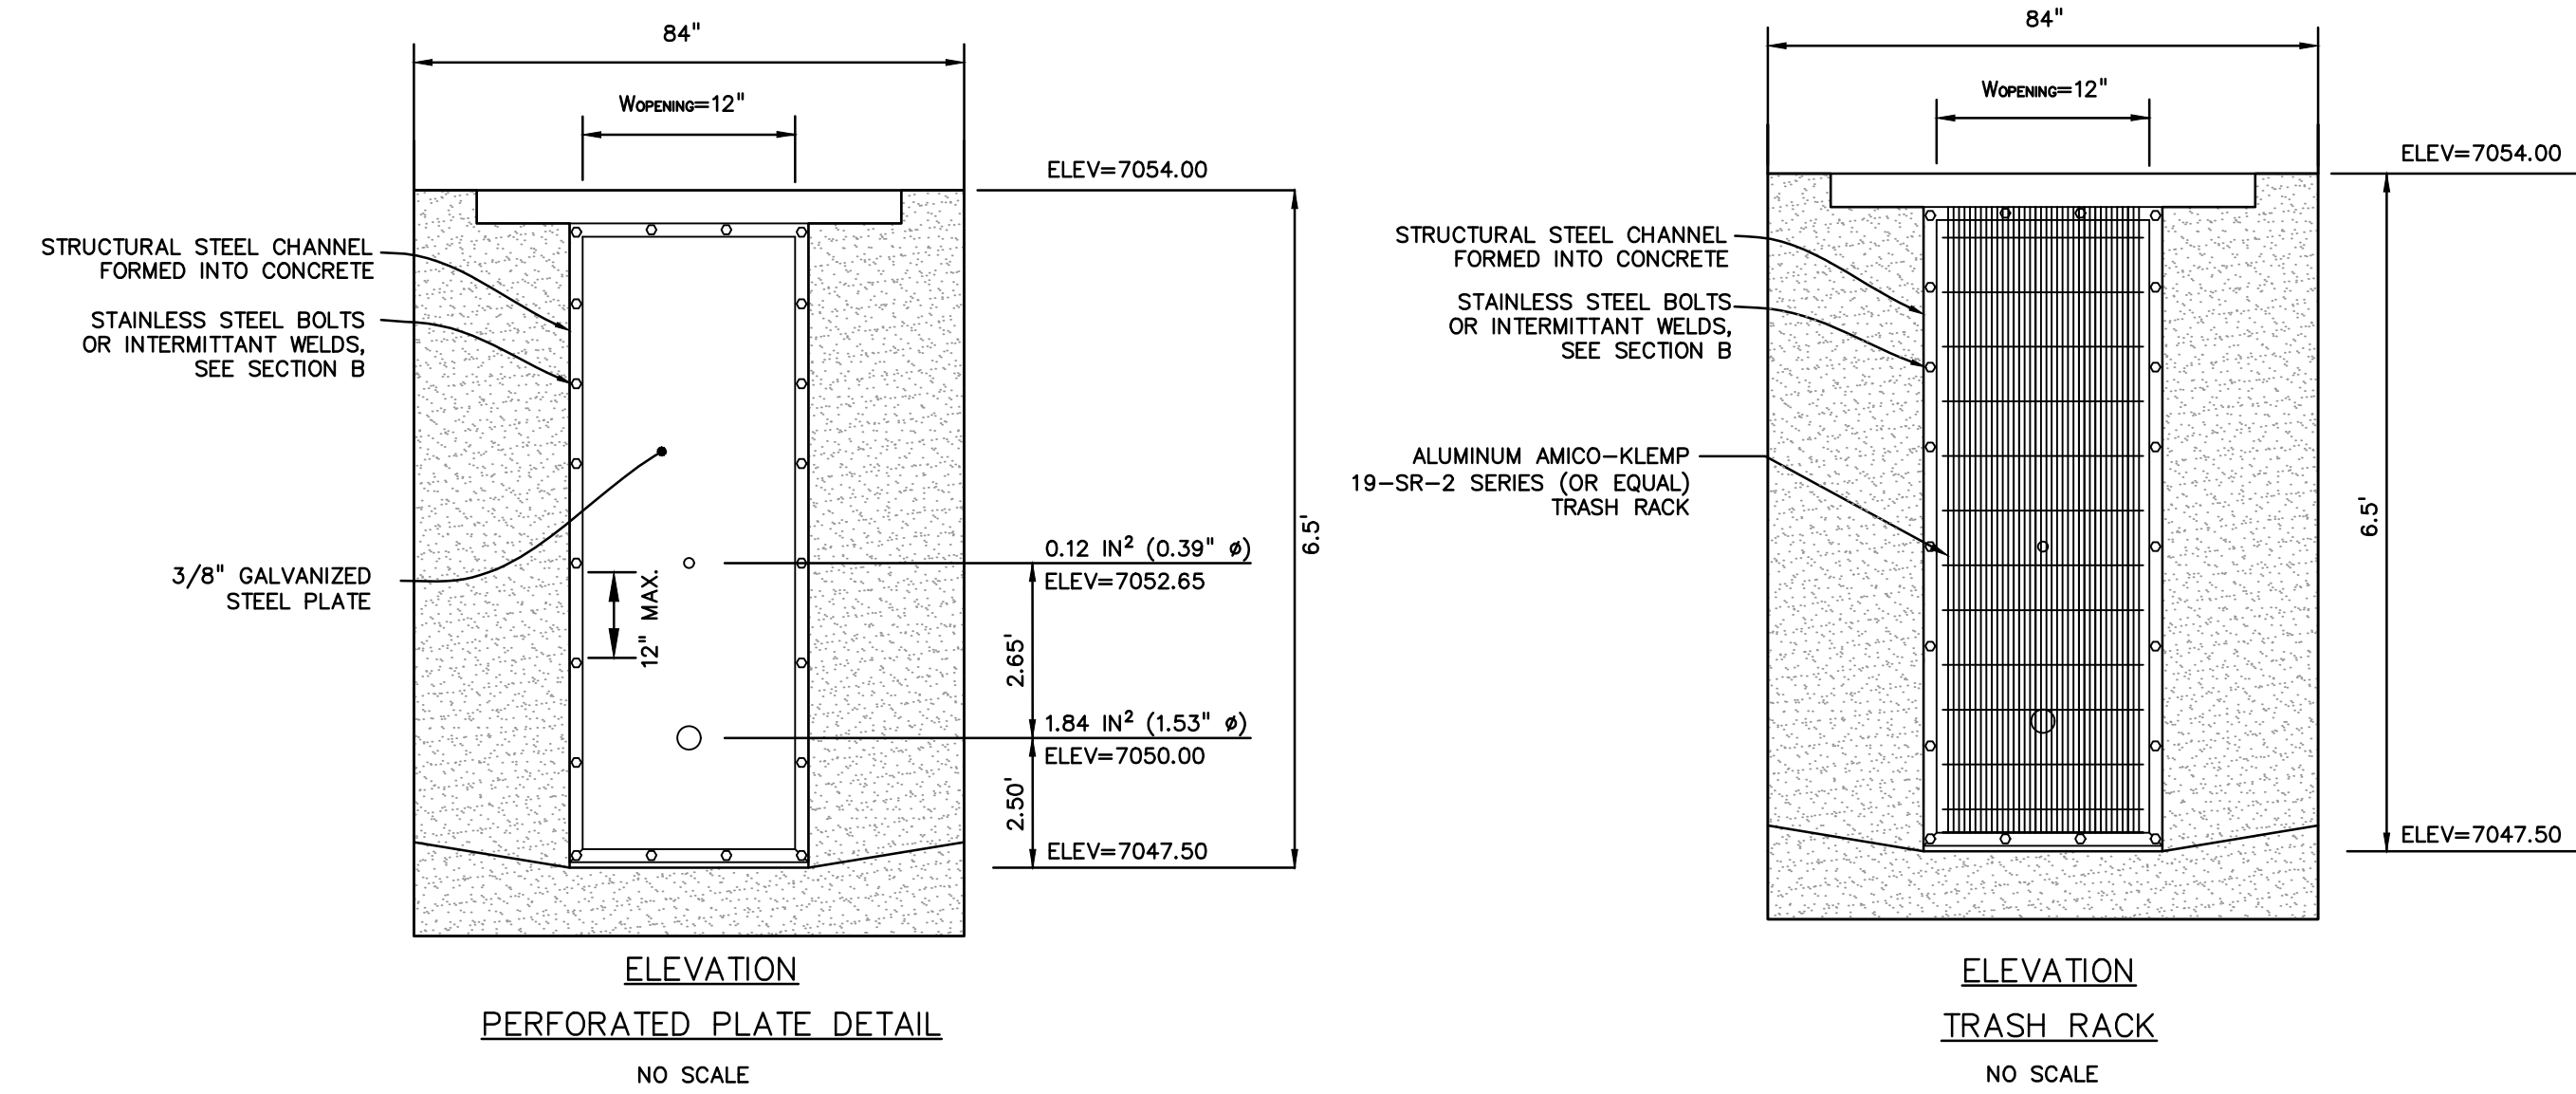 84"
WOPENING=12"
ELEV=7054.00
STRUCTURAL STEEL CHANNEL
FORMED INTO CONCRETE
STAINLESS STEEL BOLTS
OR INTERMITTANT WELDS,
SEE SECTION B
3/8" GALVANIZED
STEEL PLATE
12" MAX.
0.12 IN² (0.39" ø)
ELEV=7052.65
2.65'
1.84 IN² (1.53" ø)
ELEV=7050.00
2.50'
ELEV=7047.50
6.5'
ELEVATION
PERFORATED PLATE DETAIL
NO SCALE
84"
WOPENING=12"
ELEV=7054.00
STRUCTURAL STEEL CHANNEL
FORMED INTO CONCRETE
STAINLESS STEEL BOLTS
OR INTERMITTANT WELDS,
SEE SECTION B
ALUMINUM AMICO-KLEMP
19-SR-2 SERIES (OR EQUAL)
TRASH RACK
6.5'
ELEV=7047.50
ELEVATION
TRASH RACK
NO SCALE